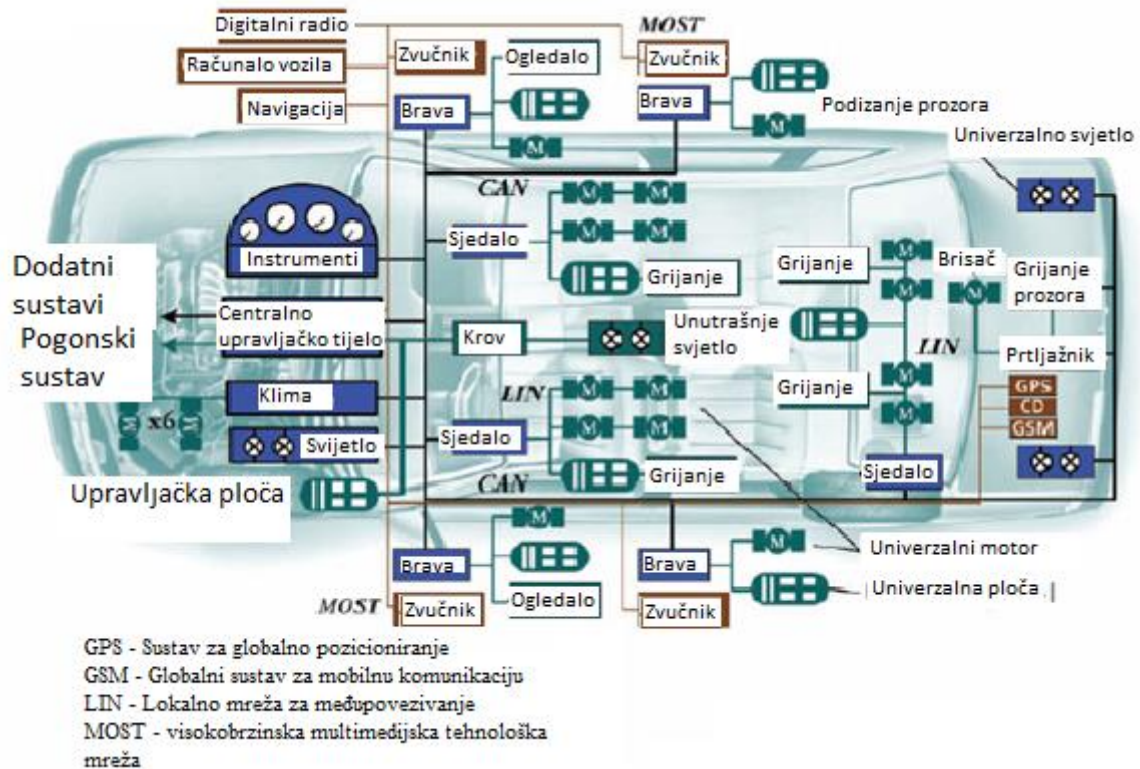 Digitalni radio
MOST
Računalo vozila
Zvučnik
Ogledalo
Zvučnik
Navigacija
Brava
Brava
Podizanje prozora
M
M
Univerzalno svjetlo
CAN
M
M
Instrumenti
Sjedalo
M
M
Grijanje
M
Brisač
Grijanje
prozora
Dodatni
sustavi
Pogonski
sustav
Grijanje
M
M
Centralno
upravljačko tijelo
Krov
Unutrašnje
svjetlo
LIN
Prtljažnik
Klima
LIN
M
M
Grijanje
M
GPS
CD
GSM
M
x6
M
Svijetlo
Sjedalo
M
M
M
Upravljačka ploča
CAN
Grijanje
Sjedalo
M
M
Univerzalni motor
Brava
Brava
Univerzalna ploča
MOST
Zvučnik
Ogledalo
Zvučnik
GPS - Sustav za globalno pozicioniranje
GSM - Globalni sustav za mobilnu komunikaciju
LIN - Lokalno mreža za međupovezivanje
MOST - visokobrzinska multimedijska tehnološka
mreža